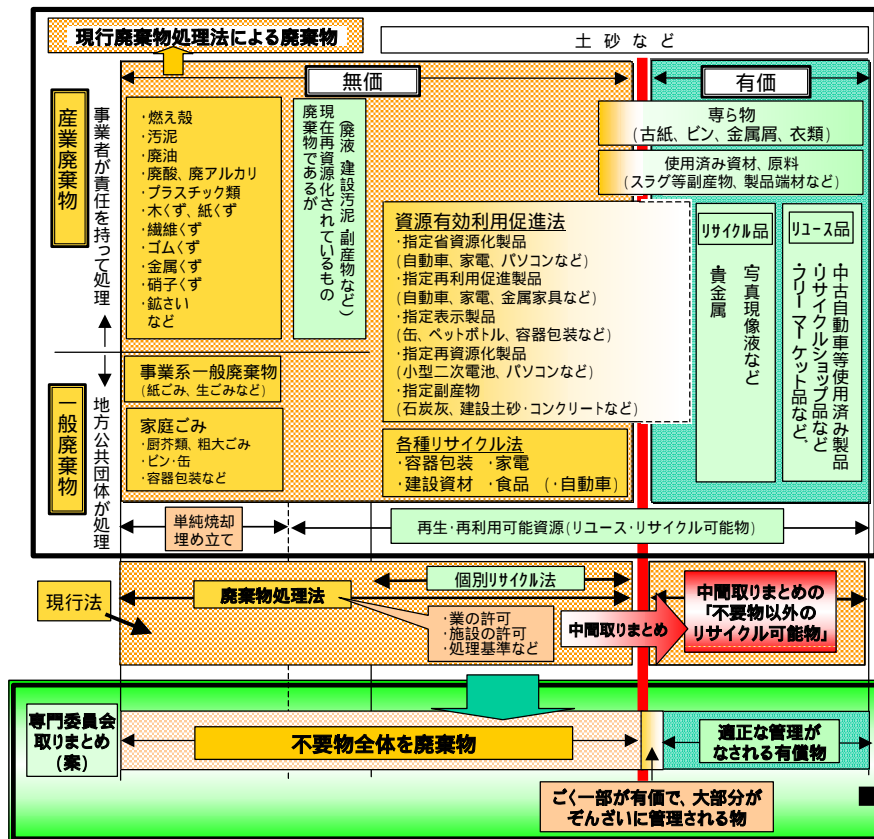 現行廃棄物処理法による廃棄物
土砂など
無価
有価
産業廃棄物
事業者が責任を持って処理
・燃え殻
・汚泥
・廃油
・廃酸、廃アルカリ
・プラスチック類
・木くず、紙くず
・繊維くず
・ゴムくず
・金属くず
・硝子くず
・鉱さい
など
現在再資源化されているもの
廃棄物であるが
(廃液・建設汚泥・副産物など)
専ら物
(古紙、ビン、金属屑、衣類)
使用済み資材、原料
(スラグ等副産物、製品端材など)
資源有効利用促進法
・指定省資源化製品
(自動車、家電、パソコンなど)
・指定再利用促進製品
(自動車、家電、金属家具など)
・指定表示製品
(缶、ペットボトル、容器包装など)
・指定再資源化製品
(小型二次電池、パソコンなど)
・指定副産物
(石炭灰、建設土砂・コンクリートなど)
リサイクル品
写真現像液など
・貴金属
リユース品
・中古自動車等使用済み製品
・リサイクルショップ品など
・フリーマーケット品など、
一般廃棄物
地方公共団体が処理
事業系一般廃棄物
(紙ごみ、生ごみなど)
家庭ごみ
・厨芥類、粗大ごみ
・ビン・缶
・容器包装など
各種リサイクル法
・容器包装 ・家電
・建設資材 ・食品 (・自動車)
単純焼却
埋め立て
再生・再利用可能資源(リユース・リサイクル可能物)
現行法
個別リサイクル法
廃棄物処理法
・業の許可
・施設の許可
・処理基準など
中間取りまとめ
中間取りまとめの
「不要物以外の
リサイクル可能物」
専門委員会
取りまとめ
(案)
不要物全体を廃棄物
適正な管理が
なされる有償物
ごく一部が有価で、大部分が
ぞんざいに管理される物